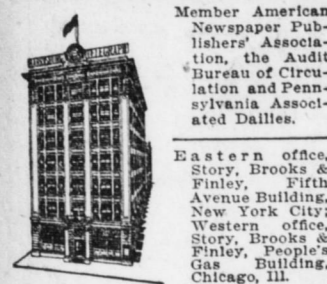 Member American
Newspaper Pub-
lishers' Associa-
tion, the Audit
Bureau of Circu-
lation and Penn-
sylvania Associ-
ated Dailies.
Eastern office,
Story, Brooks &
Finley, Fifth
Avenue Building,
New York City;
Western office,
Story, Brooks &
Finley, People's
Gas Building,
Chicago, Ill.